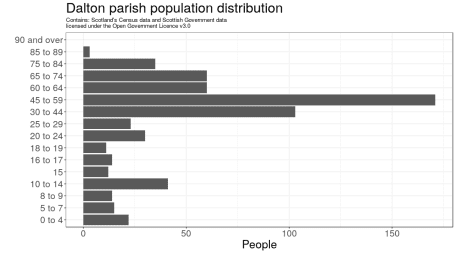 Dalton parish population distribution
Contains: Scotland's Census data and Scottish Government data
licensed under the Open Government Licence v3.0
90 and over
85 to 89
75 to 84
65 to 74
60 to 64
45 to 59
30 to 44
25 to 29
20 to 24
18 to 19
16 to 17
15
10 to 14
8 to 9
5 to 7
0 to 4
0 50 100 150
People